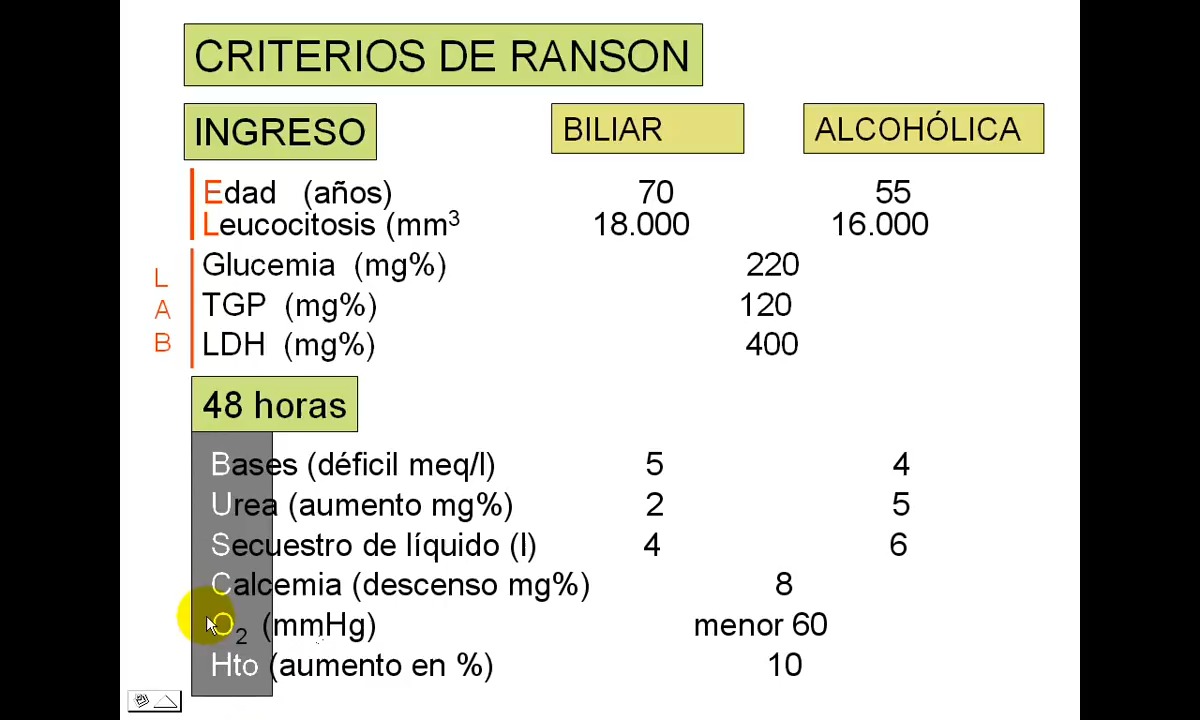 CRITERIOS DE RANSON
INGRESO BILIAR ALCOHÓLICA
Edad (años) 70 55
Leucocitosis (mm3 18.000 16.000
Glucemia (mg%) 220
TGP (mg%) 120
LDH (mg%) 400
L
A
B
48 horas
Bases (déficil meq/l) 5 4
Urea (aumento mg%) 2 5
Secuestro de líquido (l) 4 6
Calcemia (descenso mg%) 8
O2 (mmHg) menor 60
Hto (aumento en %) 10